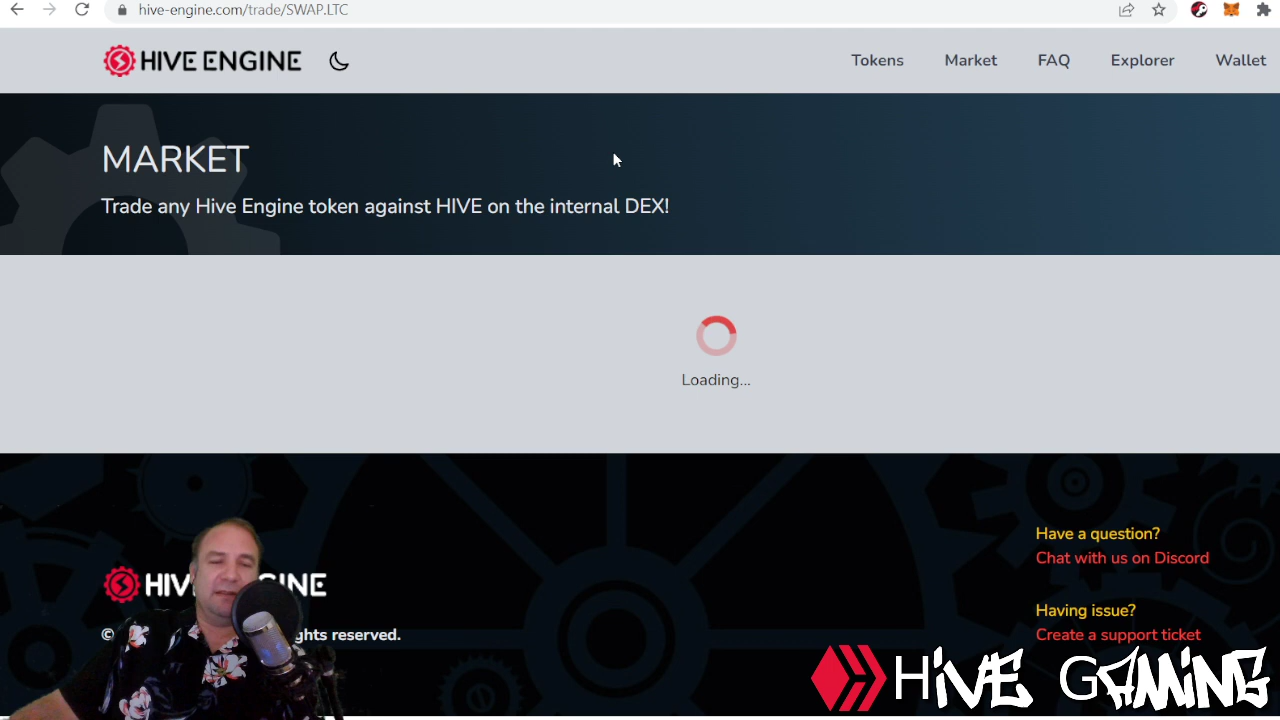 hive-engine.com/trade/SWAP.LTC
HIVE ENGINE
Tokens
Market
FAQ
Explorer
Wallet
MARKET
Trade any Hive Engine token against HIVE on the internal DEX!
Loading...
Have a question?
Chat with us on Discord
HIV INE
Having issue?
Create a support ticket
© ghts reserved.
HIVE GAMING